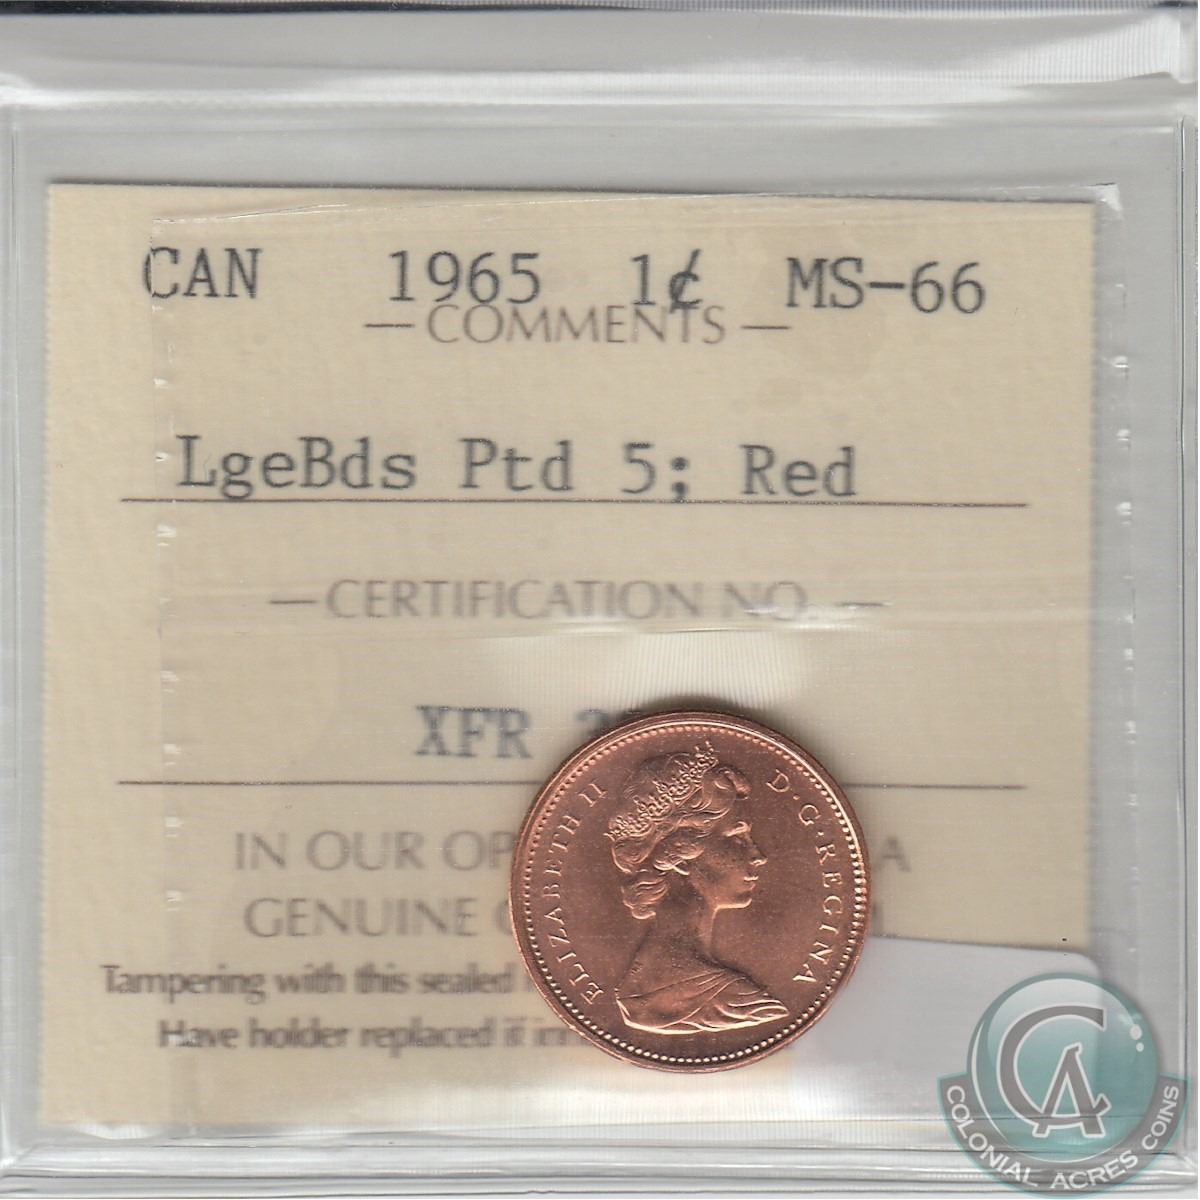 CAN 1965 1¢ MS-66
— COMMENTS —
LgeBds Ptd 5; Red
— CERTIFICATION NO. —
XFR
IN OUR A
GENUINE
Tampering with this sealed
Have holder replaced if
ELIZABETH II D·G·REGINA
CA
COLONIAL ACRES COINS